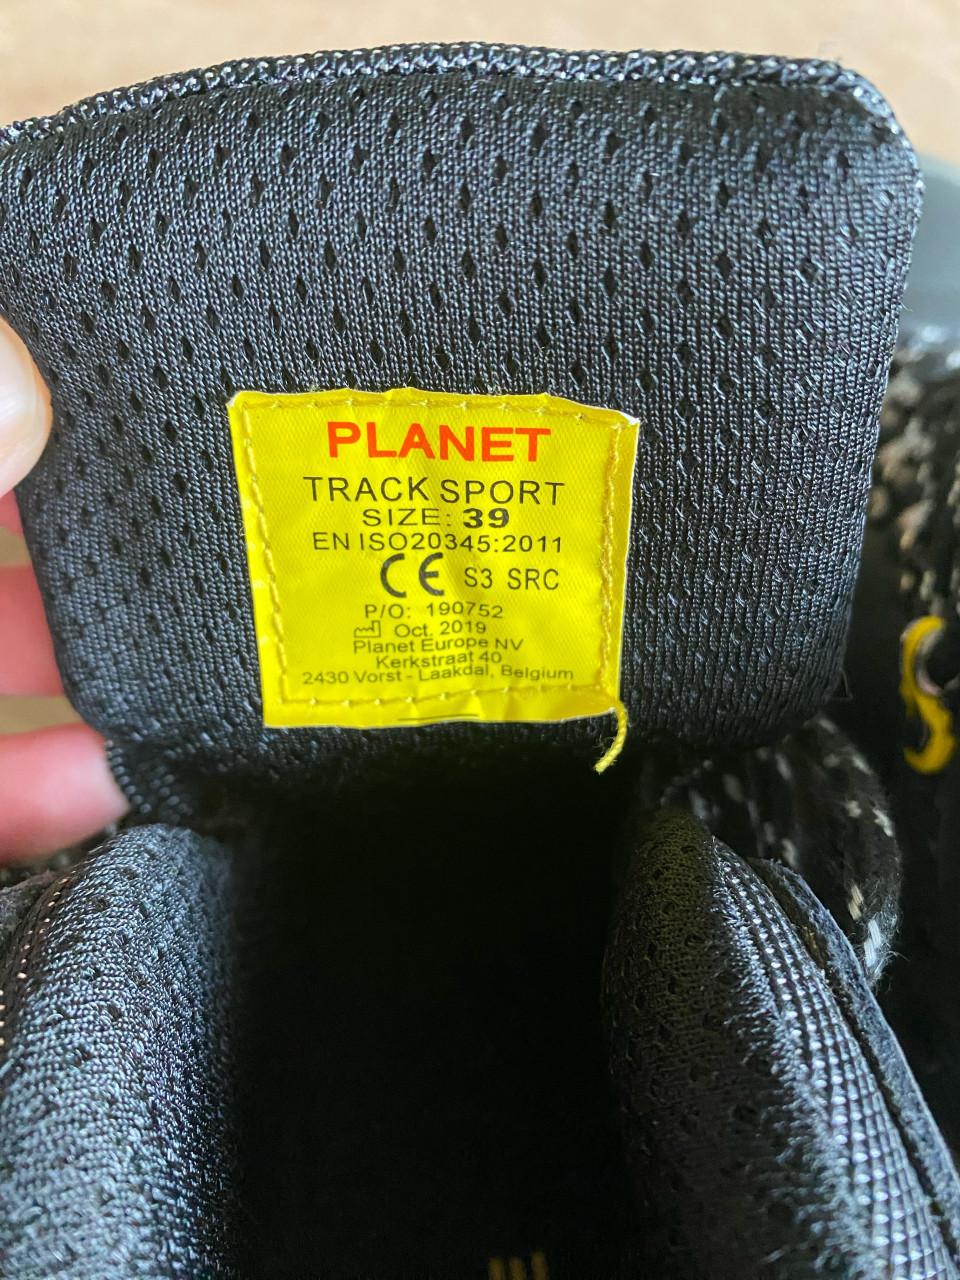 PLANET
TRACK SPORT
SIZE: 39
EN ISO20345:2011
CE S3 SRC
P/O: 190752
Oct. 2019
Planet Europe NV
Kerkstraat 40
2430 Vorst - Laakdal, Belgium